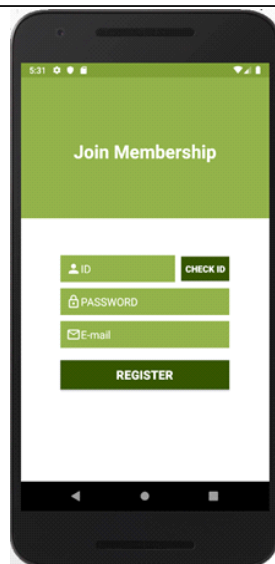 5:31
Join Membership
ID
CHECK ID
PASSWORD
E-mail
REGISTER